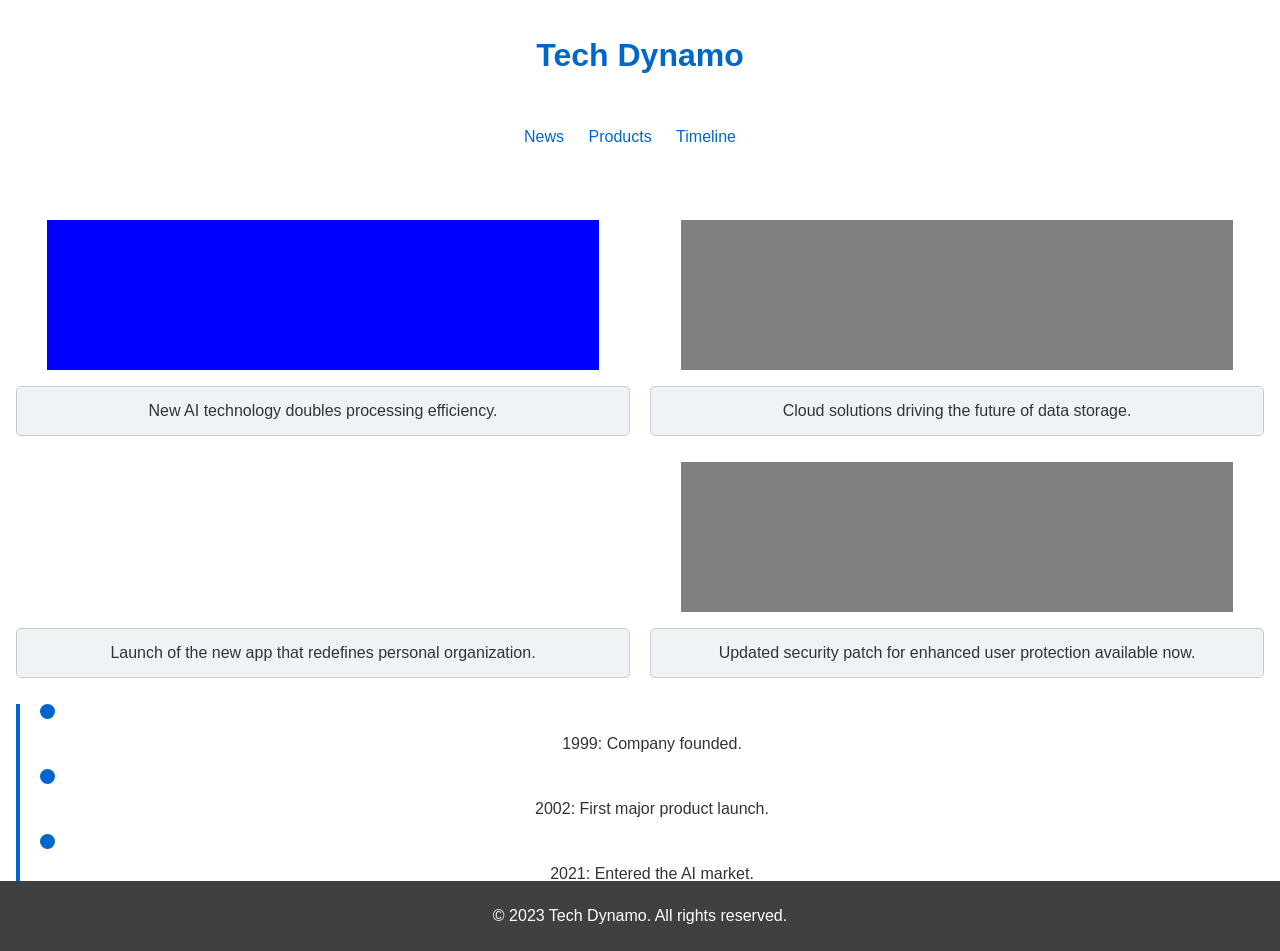 Tech Dynamo
News Products Timeline
New AI technology doubles processing efficiency.
Cloud solutions driving the future of data storage.
Launch of the new app that redefines personal organization.
Updated security patch for enhanced user protection available now.
1999: Company founded.
2002: First major product launch.
2021: Entered the AI market.
© 2023 Tech Dynamo. All rights reserved.